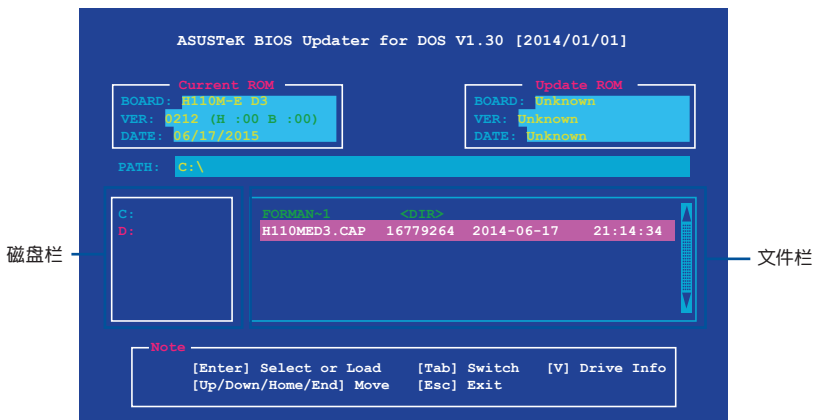 ASUSTeK BIOS Updater for DOS V1.30 [2014/01/01]
Current ROM
BOARD: H110M-E D3
VER: 0212 (H :00 B :00)
DATE: 06/17/2015
Update ROM
BOARD: Unknown
VER: Unknown
DATE: Unknown
PATH: C:\
C:
D:
FORMAN~1 <DIR>
H110MED3.CAP 16779264 2014-06-17 21:14:34
磁盘栏
文件栏
Note
[Enter] Select or Load [Tab] Switch [V] Drive Info
[Up/Down/Home/End] Move [Esc] Exit